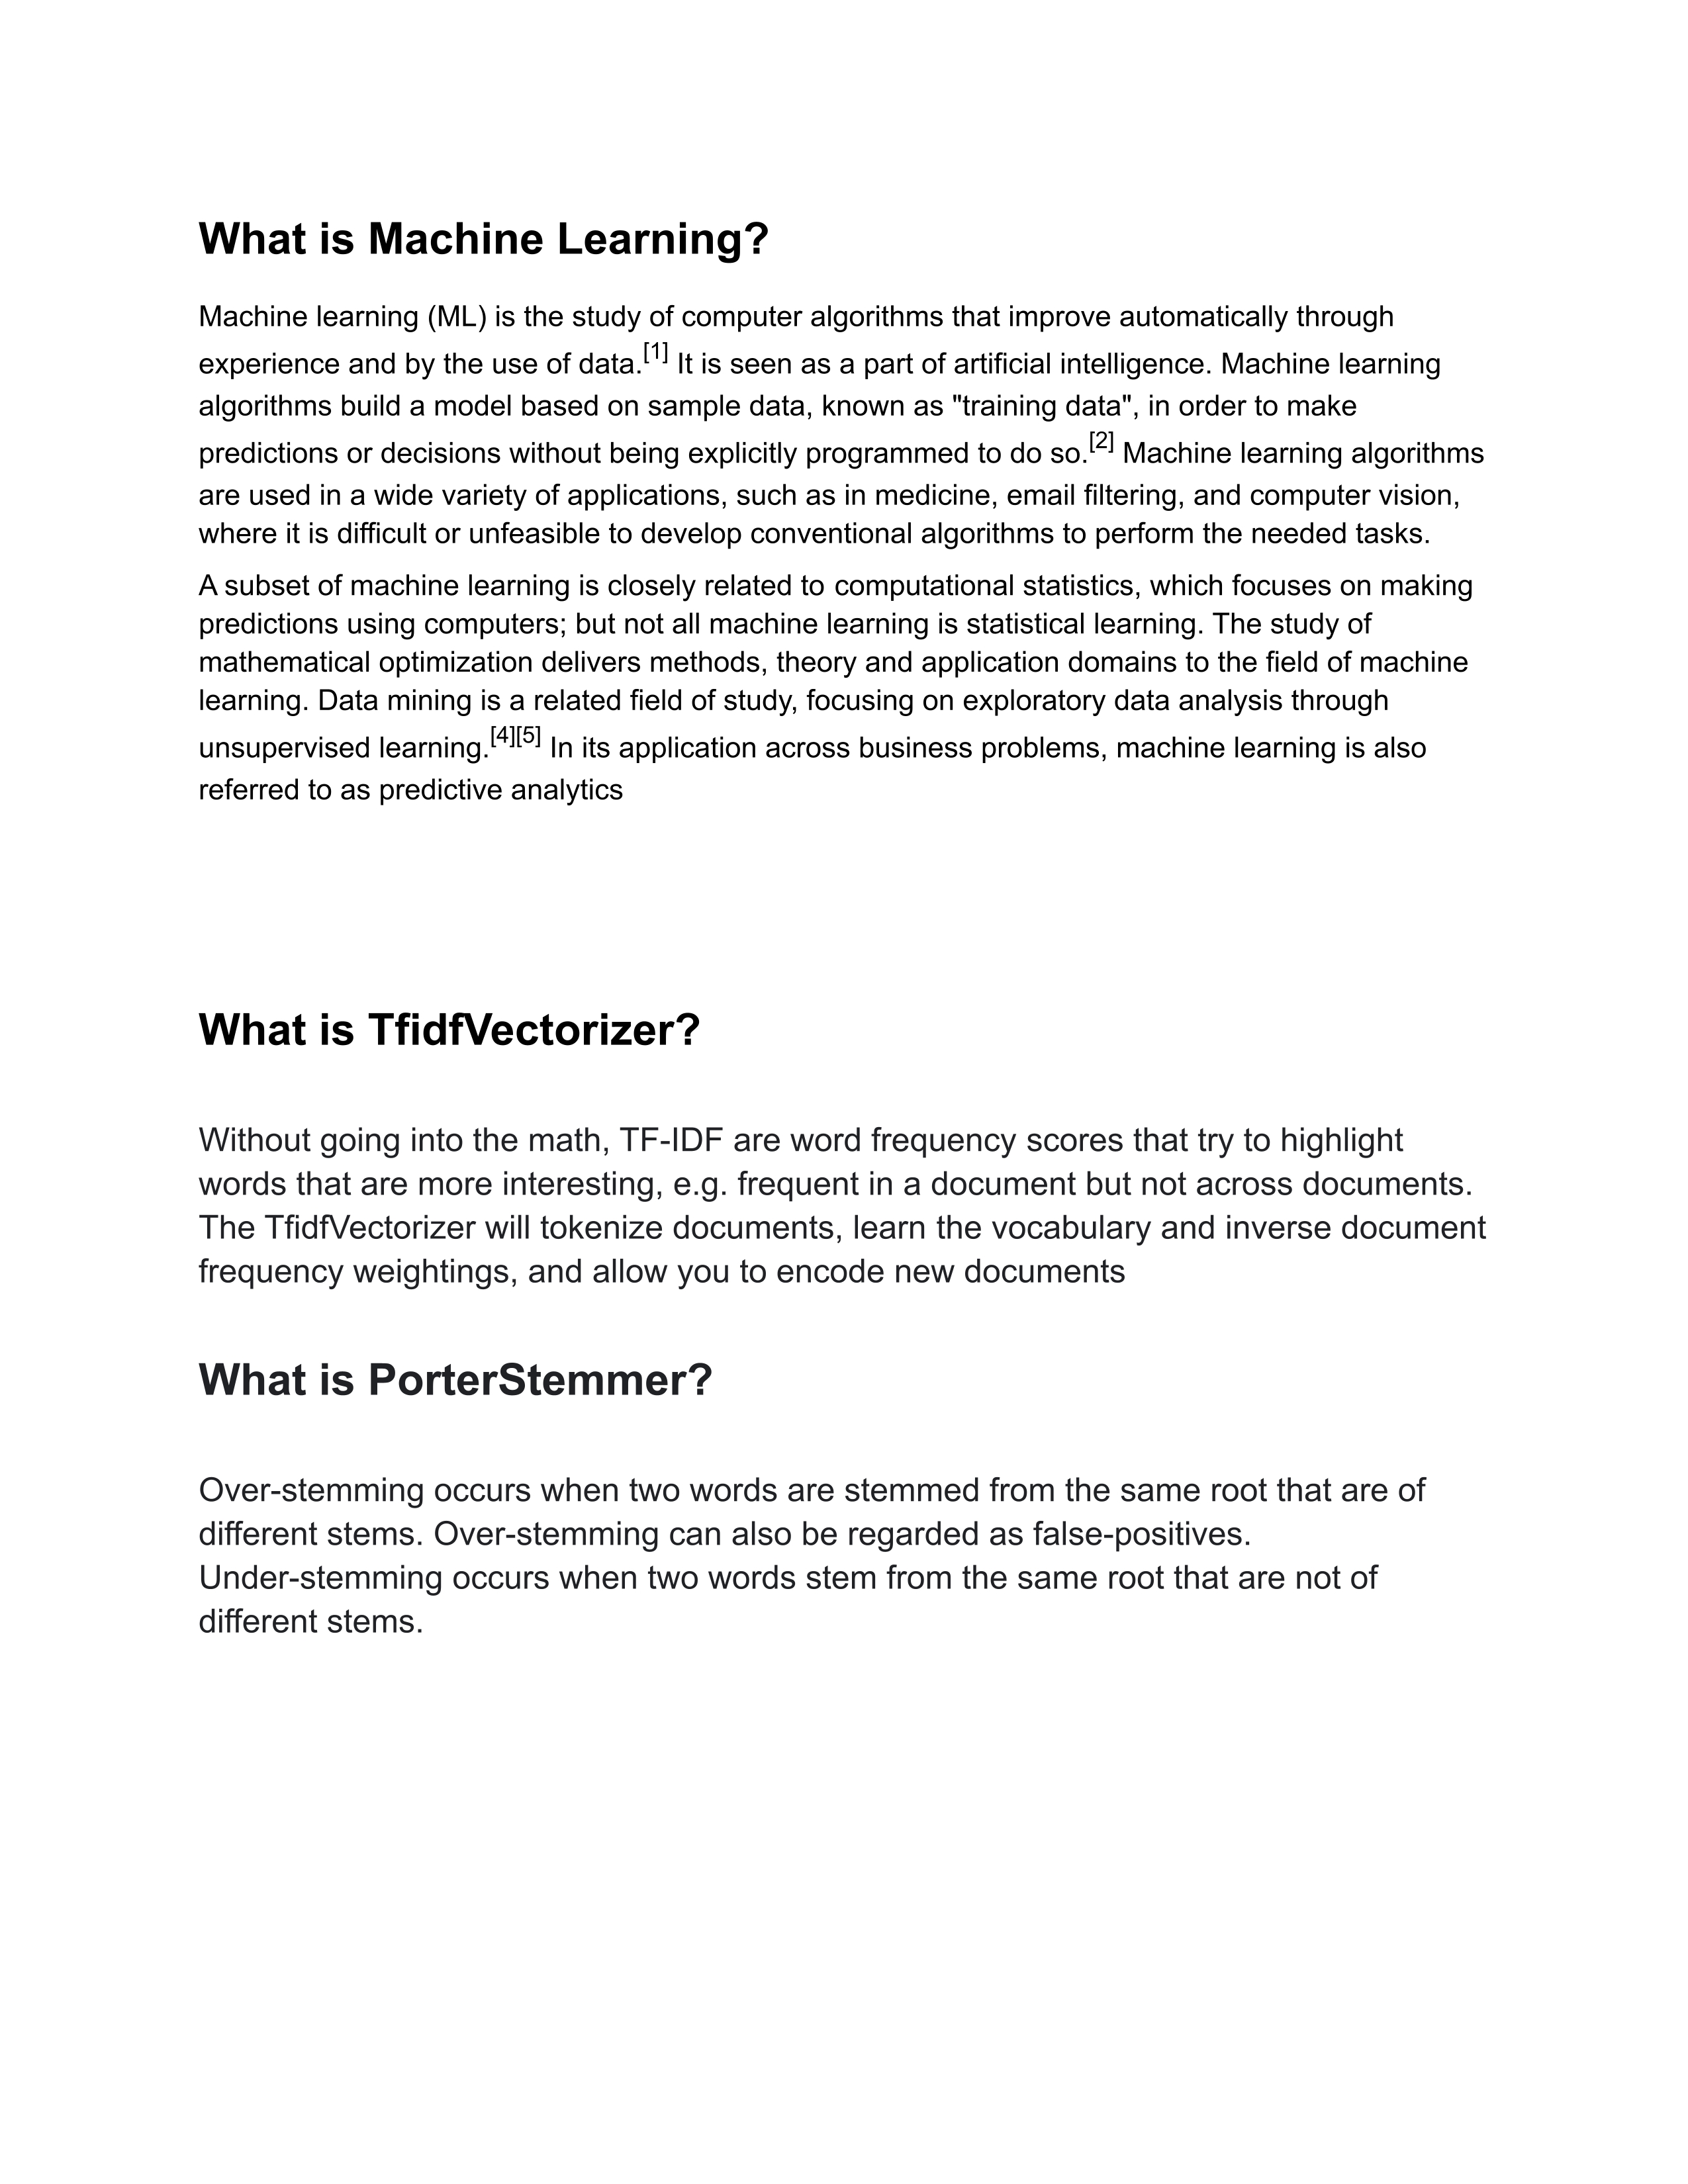 What is Machine Learning?
Machine learning (ML) is the study of computer algorithms that improve automatically through
experience and by the use of data.[1] It is seen as a part of artificial intelligence. Machine learning
algorithms build a model based on sample data, known as "training data", in order to make
predictions or decisions without being explicitly programmed to do so.[2] Machine learning algorithms
are used in a wide variety of applications, such as in medicine, email filtering, and computer vision,
where it is difficult or unfeasible to develop conventional algorithms to perform the needed tasks.
A subset of machine learning is closely related to computational statistics, which focuses on making
predictions using computers; but not all machine learning is statistical learning. The study of
mathematical optimization delivers methods, theory and application domains to the field of machine
learning. Data mining is a related field of study, focusing on exploratory data analysis through
unsupervised learning.[4][5] In its application across business problems, machine learning is also
referred to as predictive analytics
What is TfidfVectorizer?
Without going into the math, TF-IDF are word frequency scores that try to highlight
words that are more interesting, e.g. frequent in a document but not across documents.
The TfidfVectorizer will tokenize documents, learn the vocabulary and inverse document
frequency weightings, and allow you to encode new documents
What is PorterStemmer?
Over-stemming occurs when two words are stemmed from the same root that are of
different stems. Over-stemming can also be regarded as false-positives.
Under-stemming occurs when two words stem from the same root that are not of
different stems.